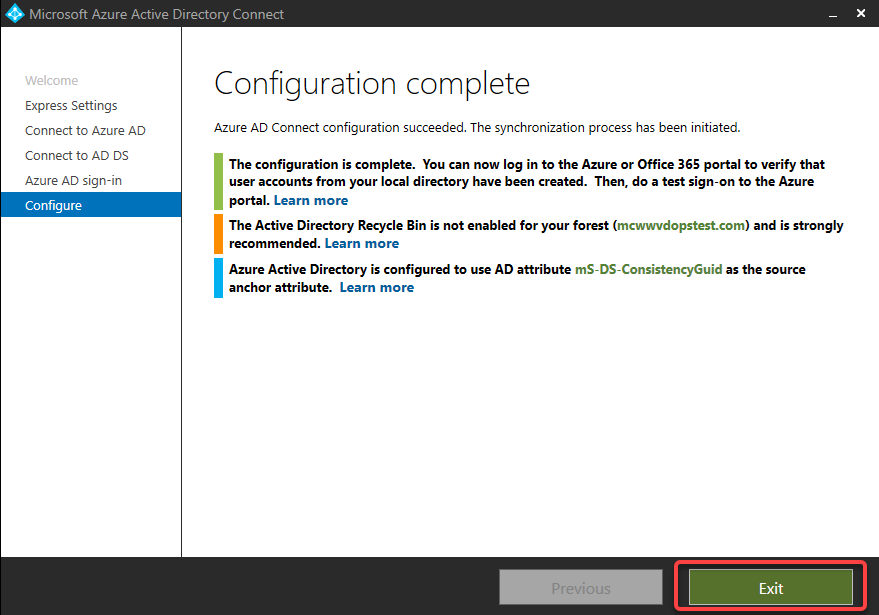 Microsoft Azure Active Directory Connect
Welcome
Express Settings
Connect to Azure AD
Connect to AD DS
Azure AD sign-in
Configure
Configuration complete
Azure AD Connect configuration succeeded. The synchronization process has been initiated.
The configuration is complete.  You can now log in to the Azure or Office 365 portal to verify that
user accounts from your local directory have been created.  Then, do a test sign-on to the Azure
portal. Learn more
The Active Directory Recycle Bin is not enabled for your forest (mcwwvdopstest.com) and is strongly
recommended. Learn more
Azure Active Directory is configured to use AD attribute mS-DS-ConsistencyGuid as the source
anchor attribute.  Learn more
Previous
Exit